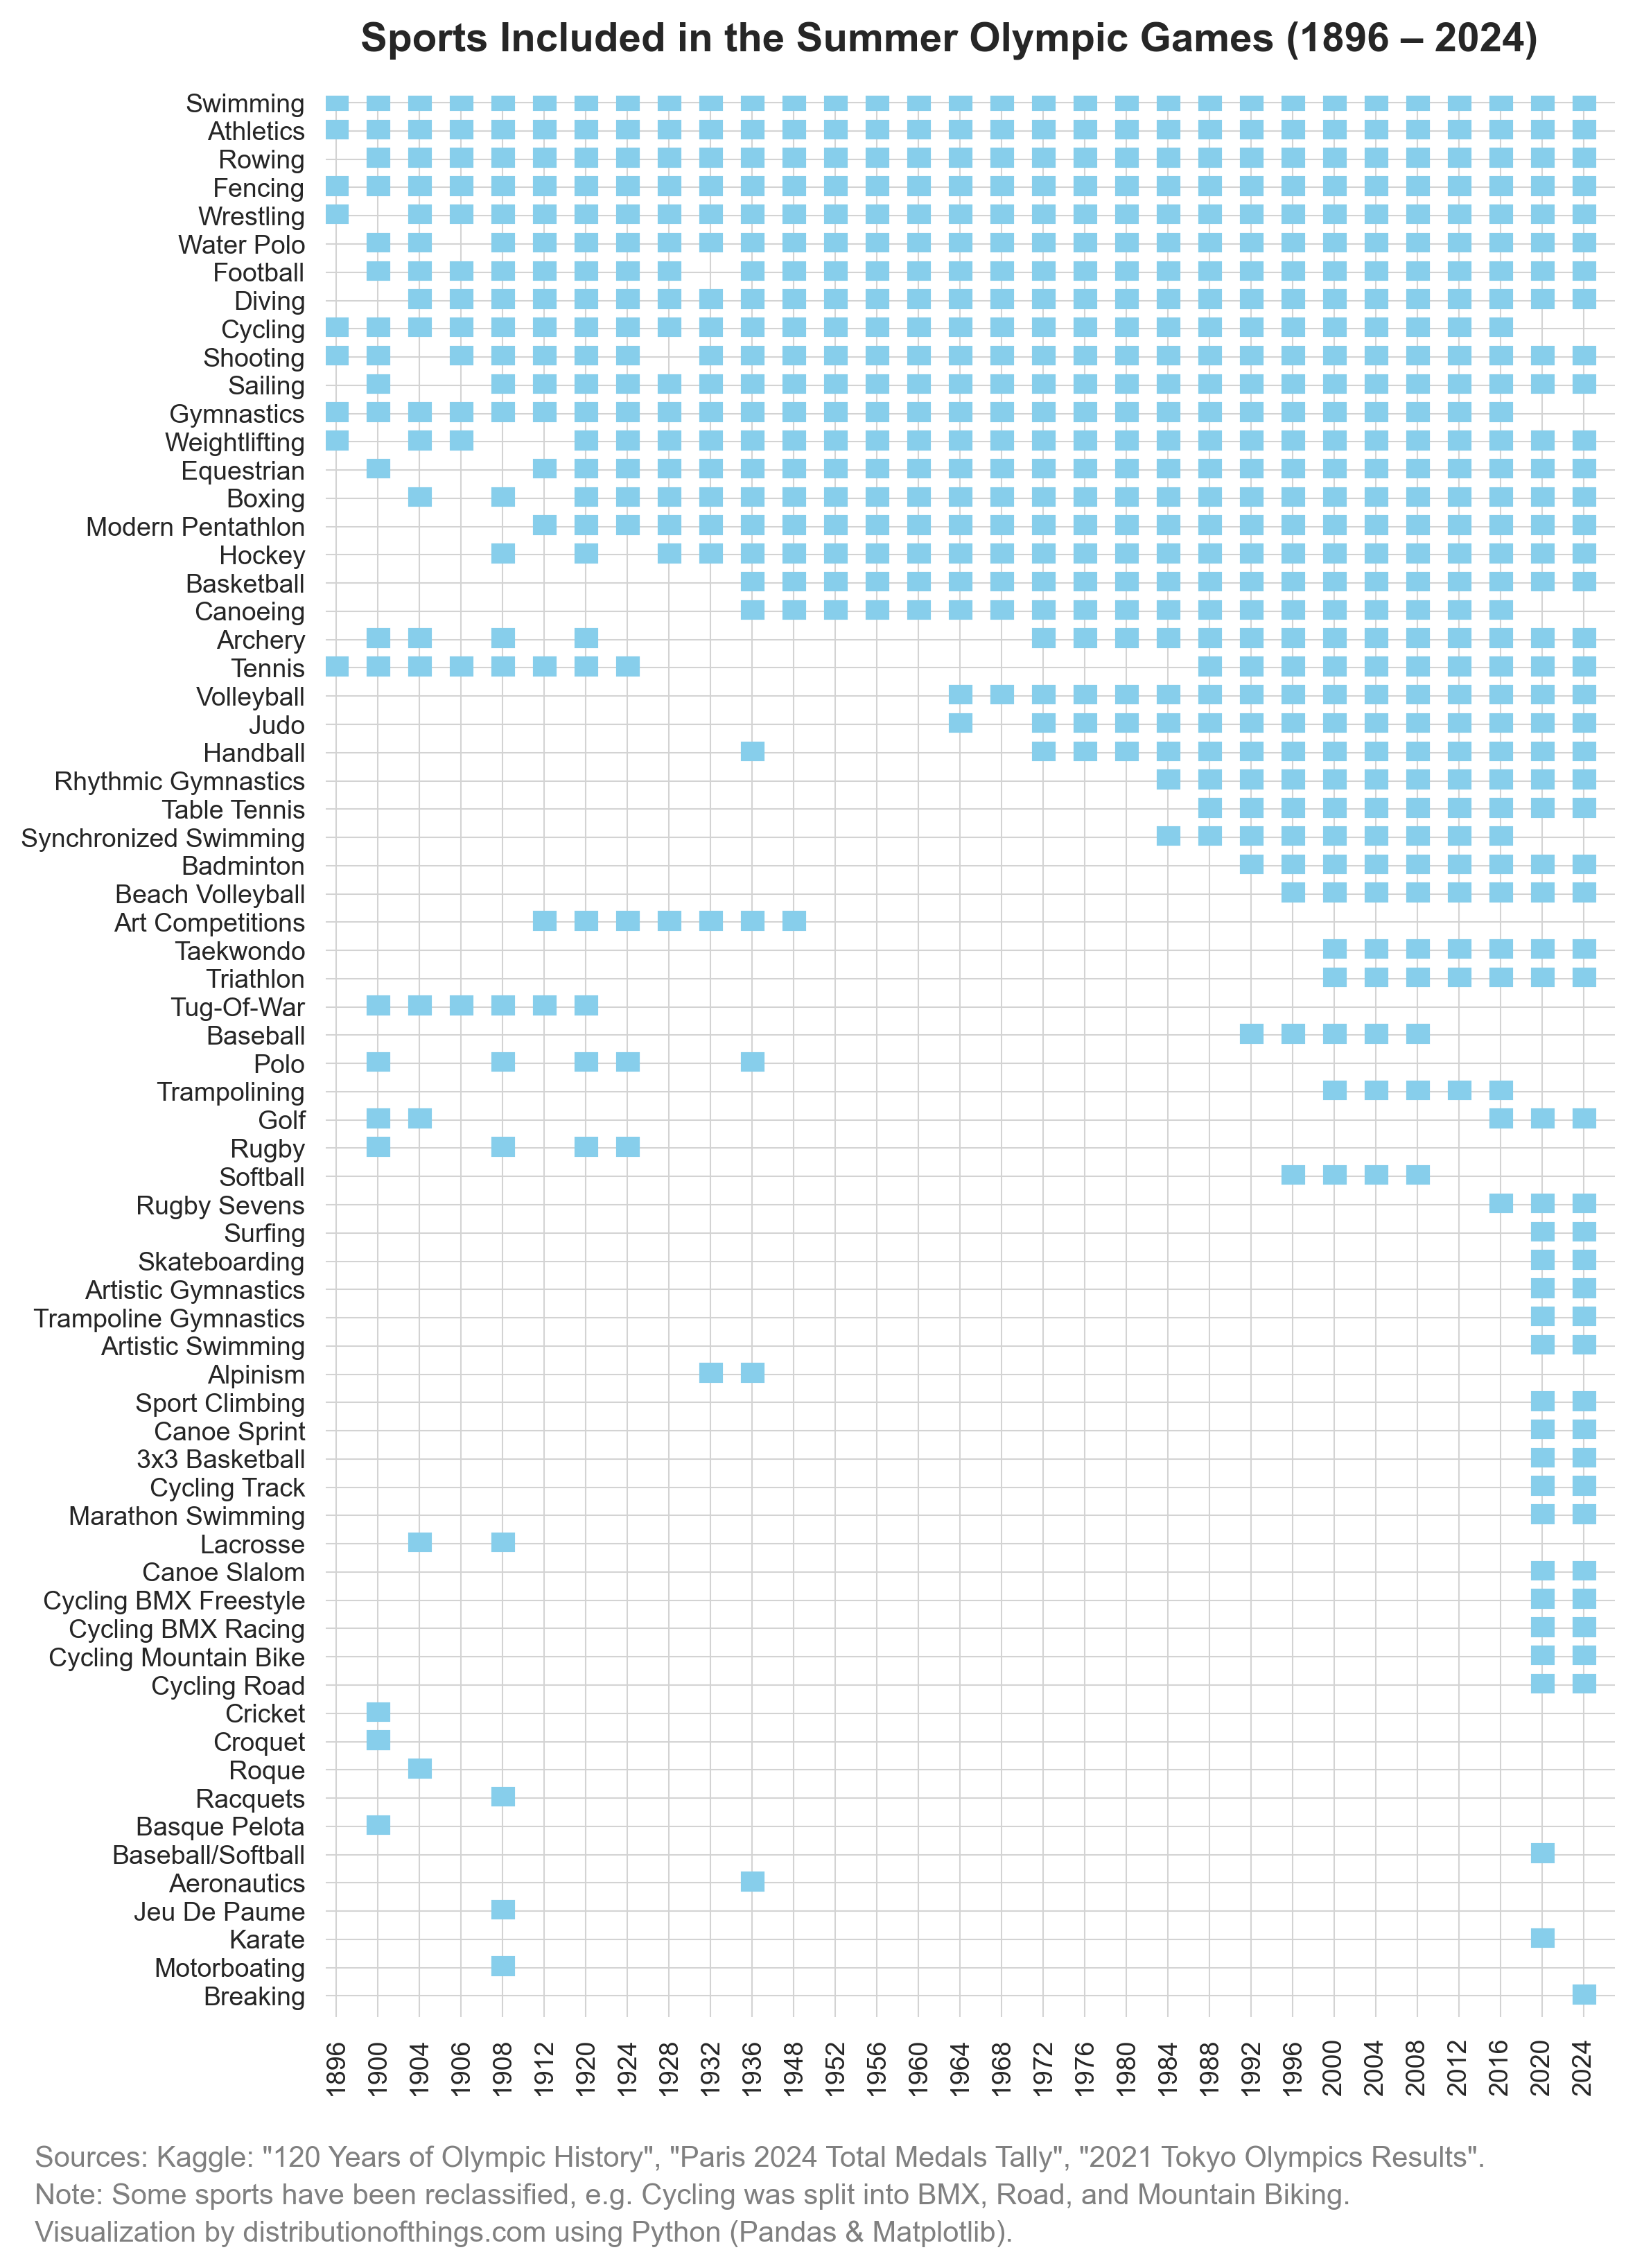 Sports Included in the Summer Olympic Games (1896 – 2024)
Swimming
Athletics
Rowing
Fencing
Wrestling
Water Polo
Football
Diving
Cycling
Shooting
Sailing
Gymnastics
Weightlifting
Equestrian
Boxing
Modern Pentathlon
Hockey
Basketball
Canoeing
Archery
Tennis
Volleyball
Judo
Handball
Rhythmic Gymnastics
Table Tennis
Synchronized Swimming
Badminton
Beach Volleyball
Art Competitions
Taekwondo
Triathlon
Tug-Of-War
Baseball
Polo
Trampolining
Golf
Rugby
Softball
Rugby Sevens
Surfing
Skateboarding
Artistic Gymnastics
Trampoline Gymnastics
Artistic Swimming
Alpinism
Sport Climbing
Canoe Sprint
3x3 Basketball
Cycling Track
Marathon Swimming
Lacrosse
Canoe Slalom
Cycling BMX Freestyle
Cycling BMX Racing
Cycling Mountain Bike
Cycling Road
Cricket
Croquet
Roque
Racquets
Basque Pelota
Baseball/Softball
Aeronautics
Jeu De Paume
Karate
Motorboating
Breaking
1896 1900 1904 1906 1908 1912 1920 1924 1928 1932 1936 1948 1952 1956 1960 1964 1968 1972 1976 1980 1984 1988 1992 1996 2000 2004 2008 2012 2016 2020 2024
Sources: Kaggle: "120 Years of Olympic History", "Paris 2024 Total Medals Tally", "2021 Tokyo Olympics Results".
Note: Some sports have been reclassified, e.g. Cycling was split into BMX, Road, and Mountain Biking.
Visualization by distributionofthings.com using Python (Pandas & Matplotlib).